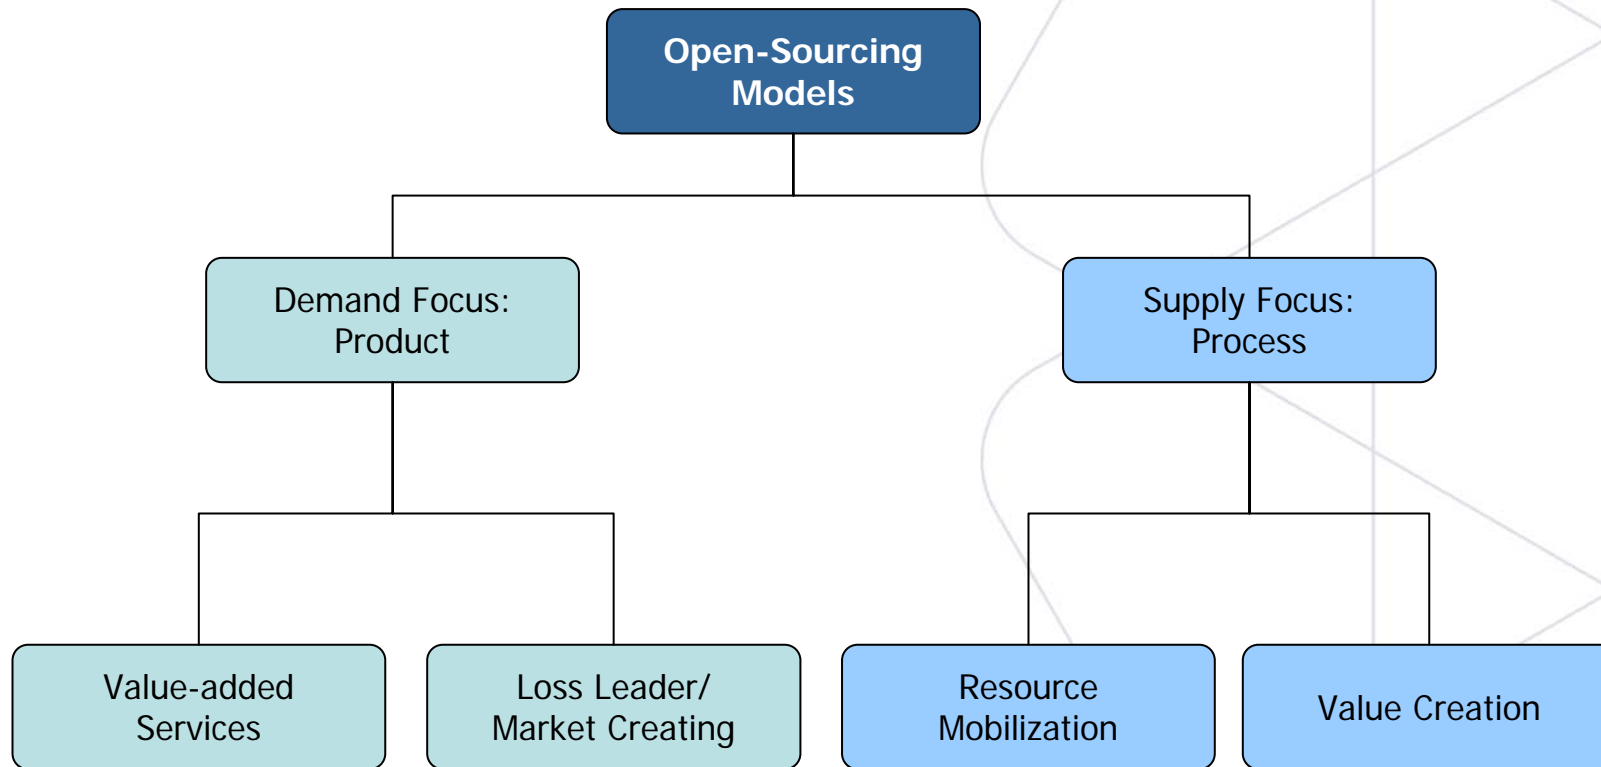 Open-Sourcing
Models
Demand Focus:
Product
Supply Focus:
Process
Value-added
Services
Loss Leader/
Market Creating
Resource
Mobilization
Value Creation